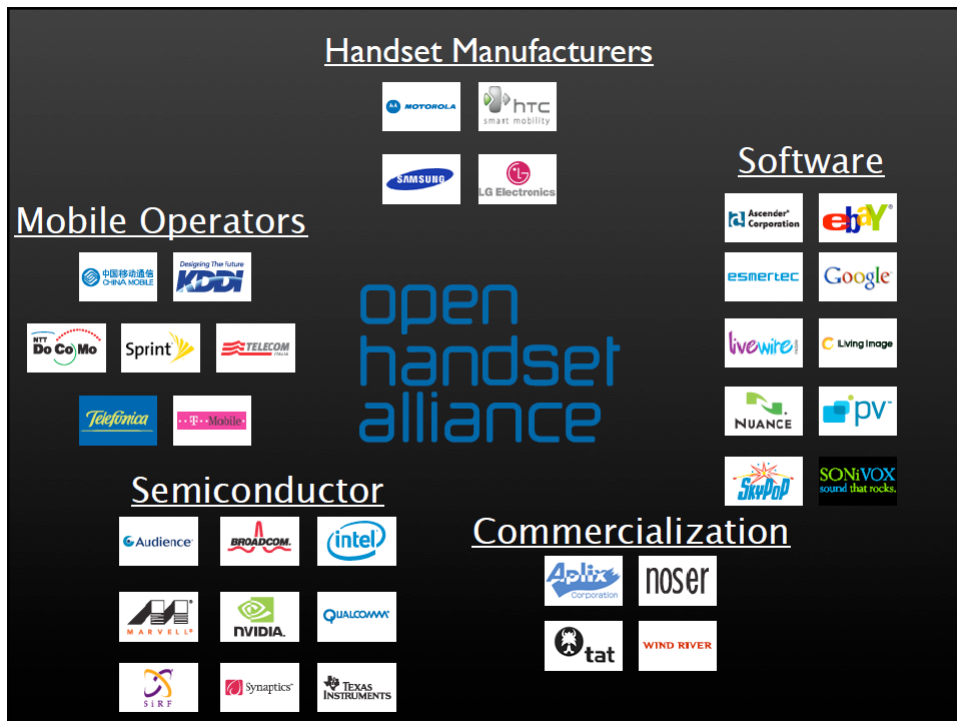 Handset Manufacturers
MOTOROLA
hTC
smart mobility
SAMSUNG
LG
LG Electronics
Software
Ascender
Corporation
ebaY
esmertec
Google
livewire
Living Image
NUANCE
pv
SKYPOP
SONiVOX
sound that rocks.
Mobile Operators
中国移动通信
CHINA MOBILE
Designing The Future
KDDI
NTT
DoCoMo
Sprint
TELECOM
ITALIA
Telefónica
T Mobile
open
handset
alliance
Semiconductor
Audience
BROADCOM.
intel
MARVELL
nVIDIA.
QUALCOMM
SiRF
Synaptics
TEXAS
INSTRUMENTS
Commercialization
Aplix
Corporation
noser
tat
WIND RIVER